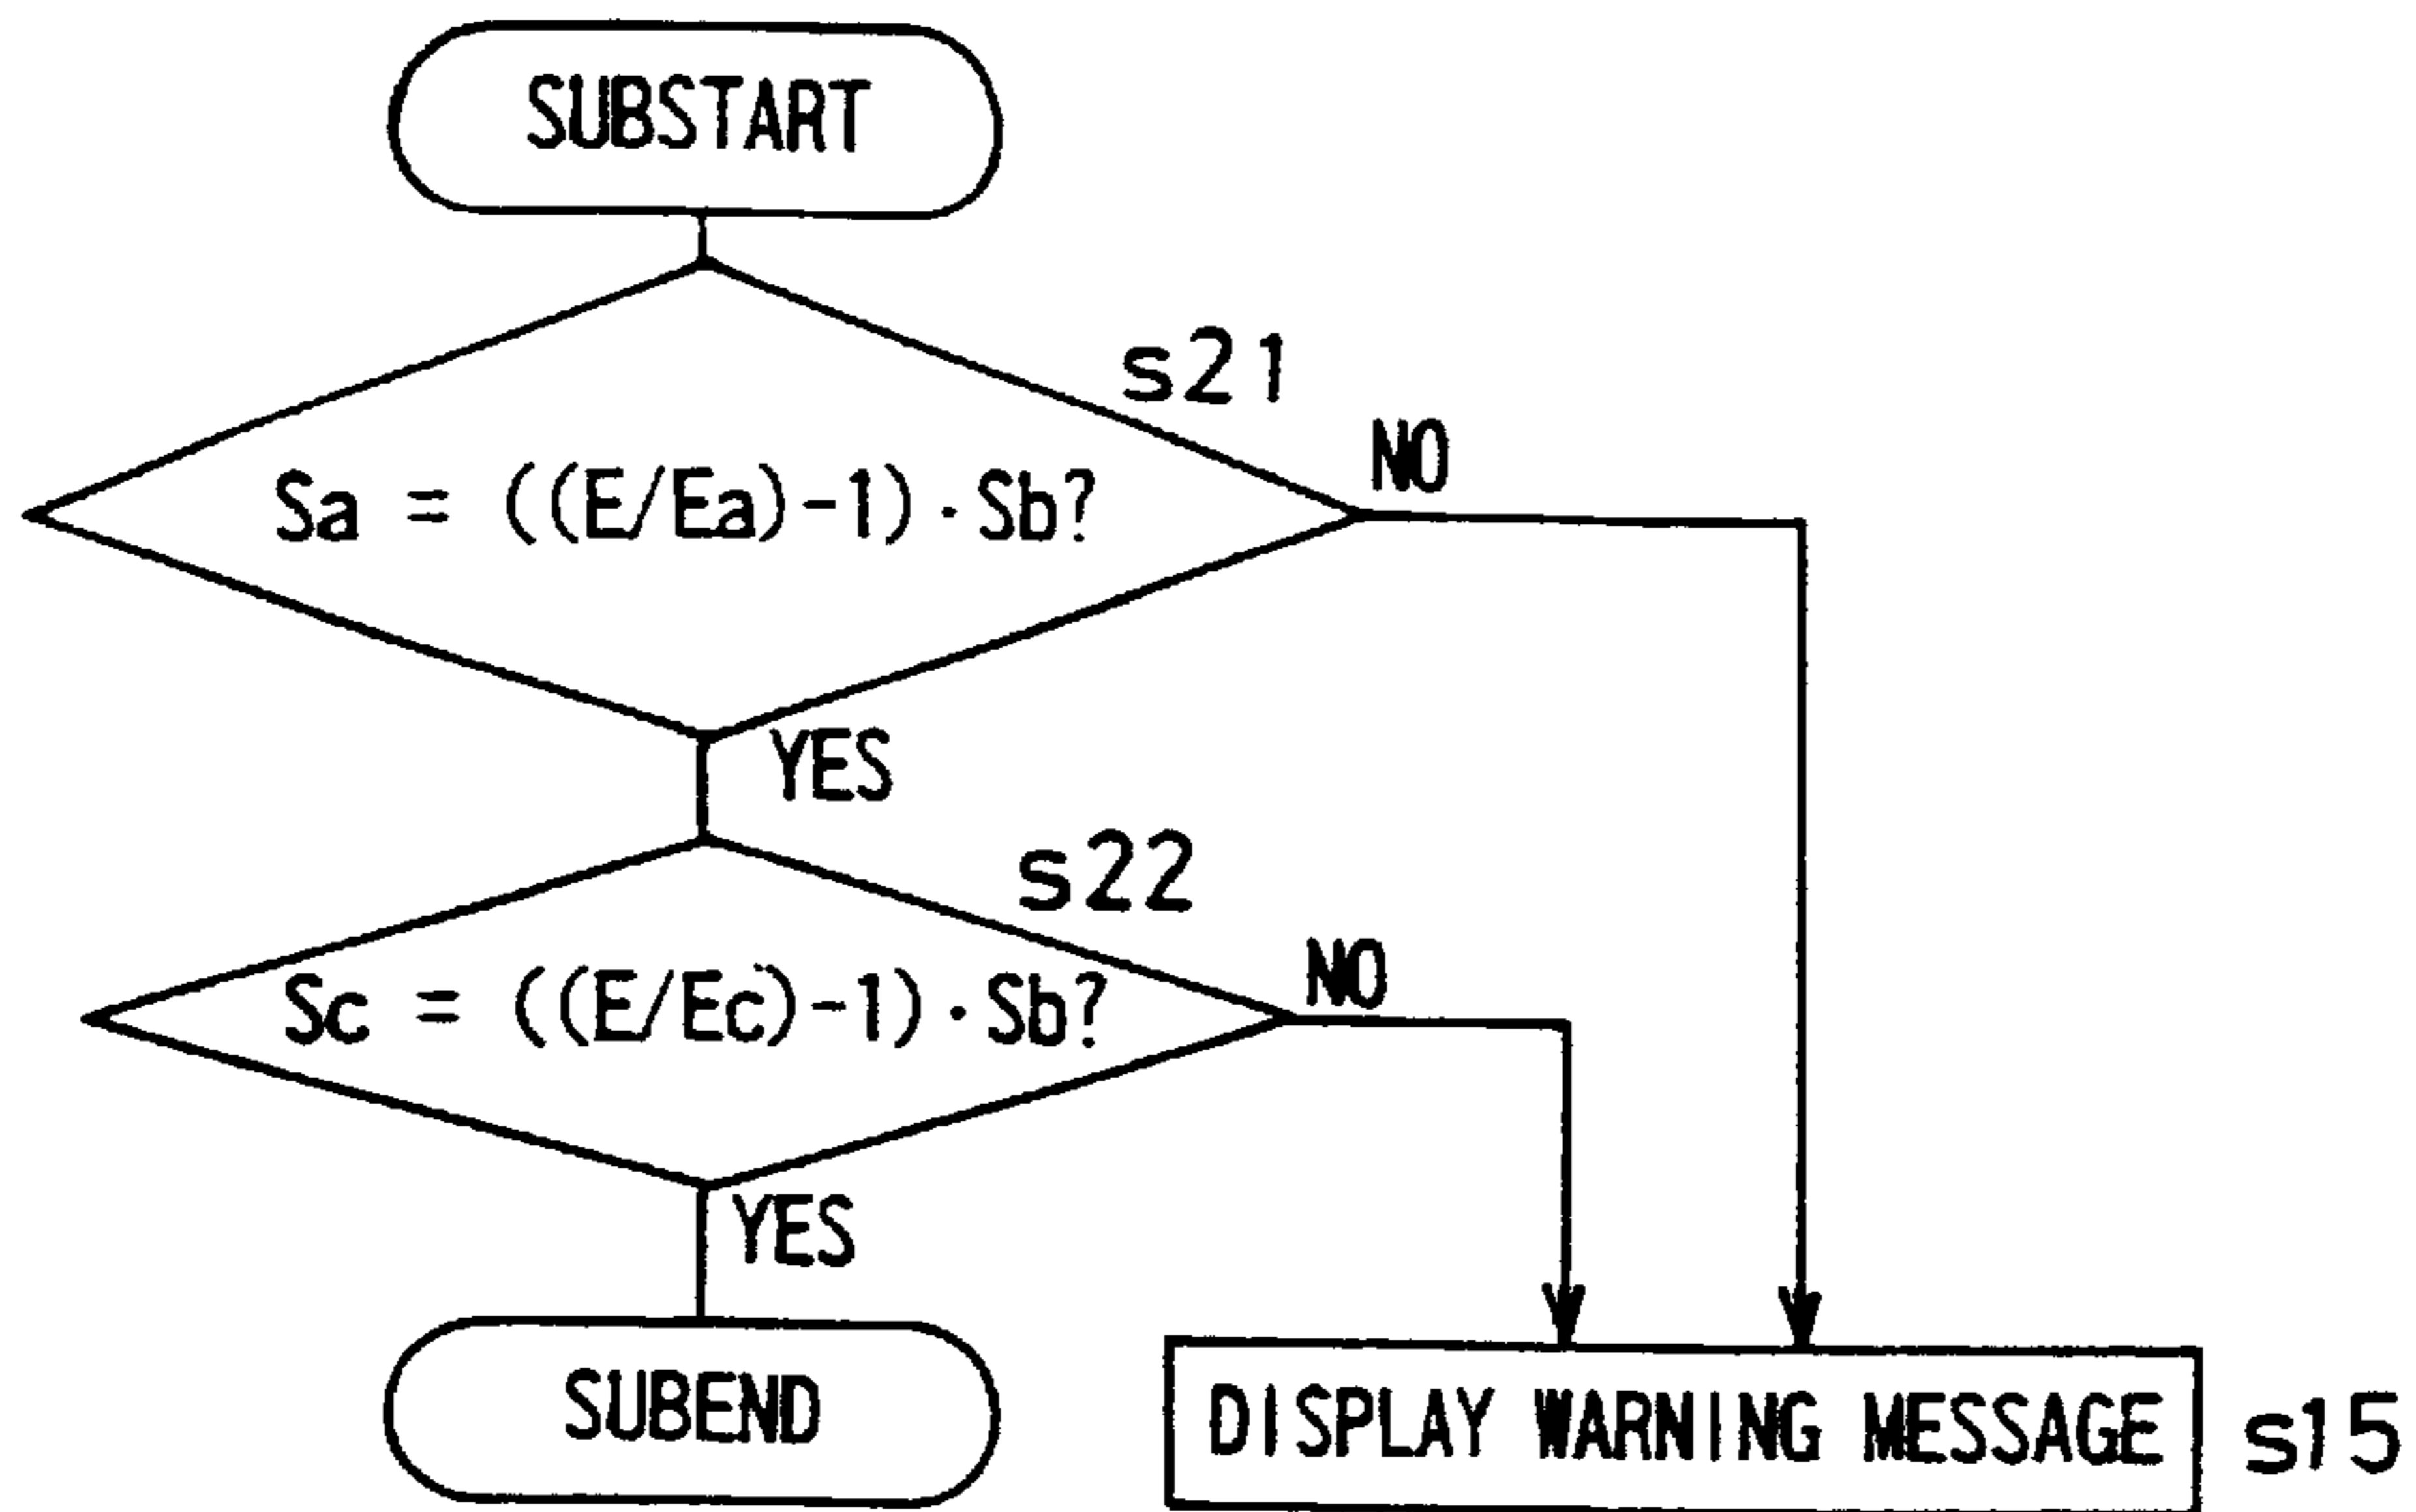 SUBSTART
s21
NO
Sa = ((E/Ea)-1)·Sb?
YES
s22
NO
Sc = ((E/Ec)-1)·Sb?
YES
SUBEND
DISPLAY WARNING MESSAGE s15